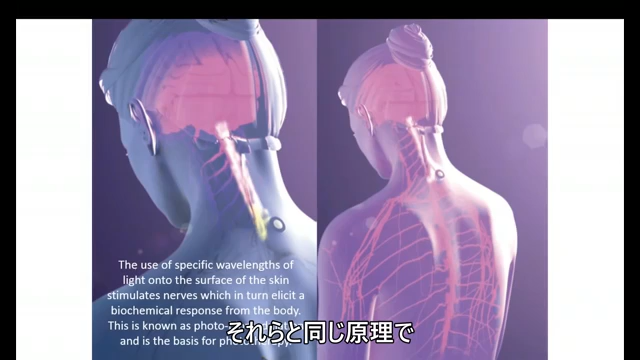 The use of specific wavelengths of
light onto the surface of the skin
stimulates nerves which in turn elicit a
biochemical response from the body.
This is known as photo-
and is the basis for
それらと同じ原理で